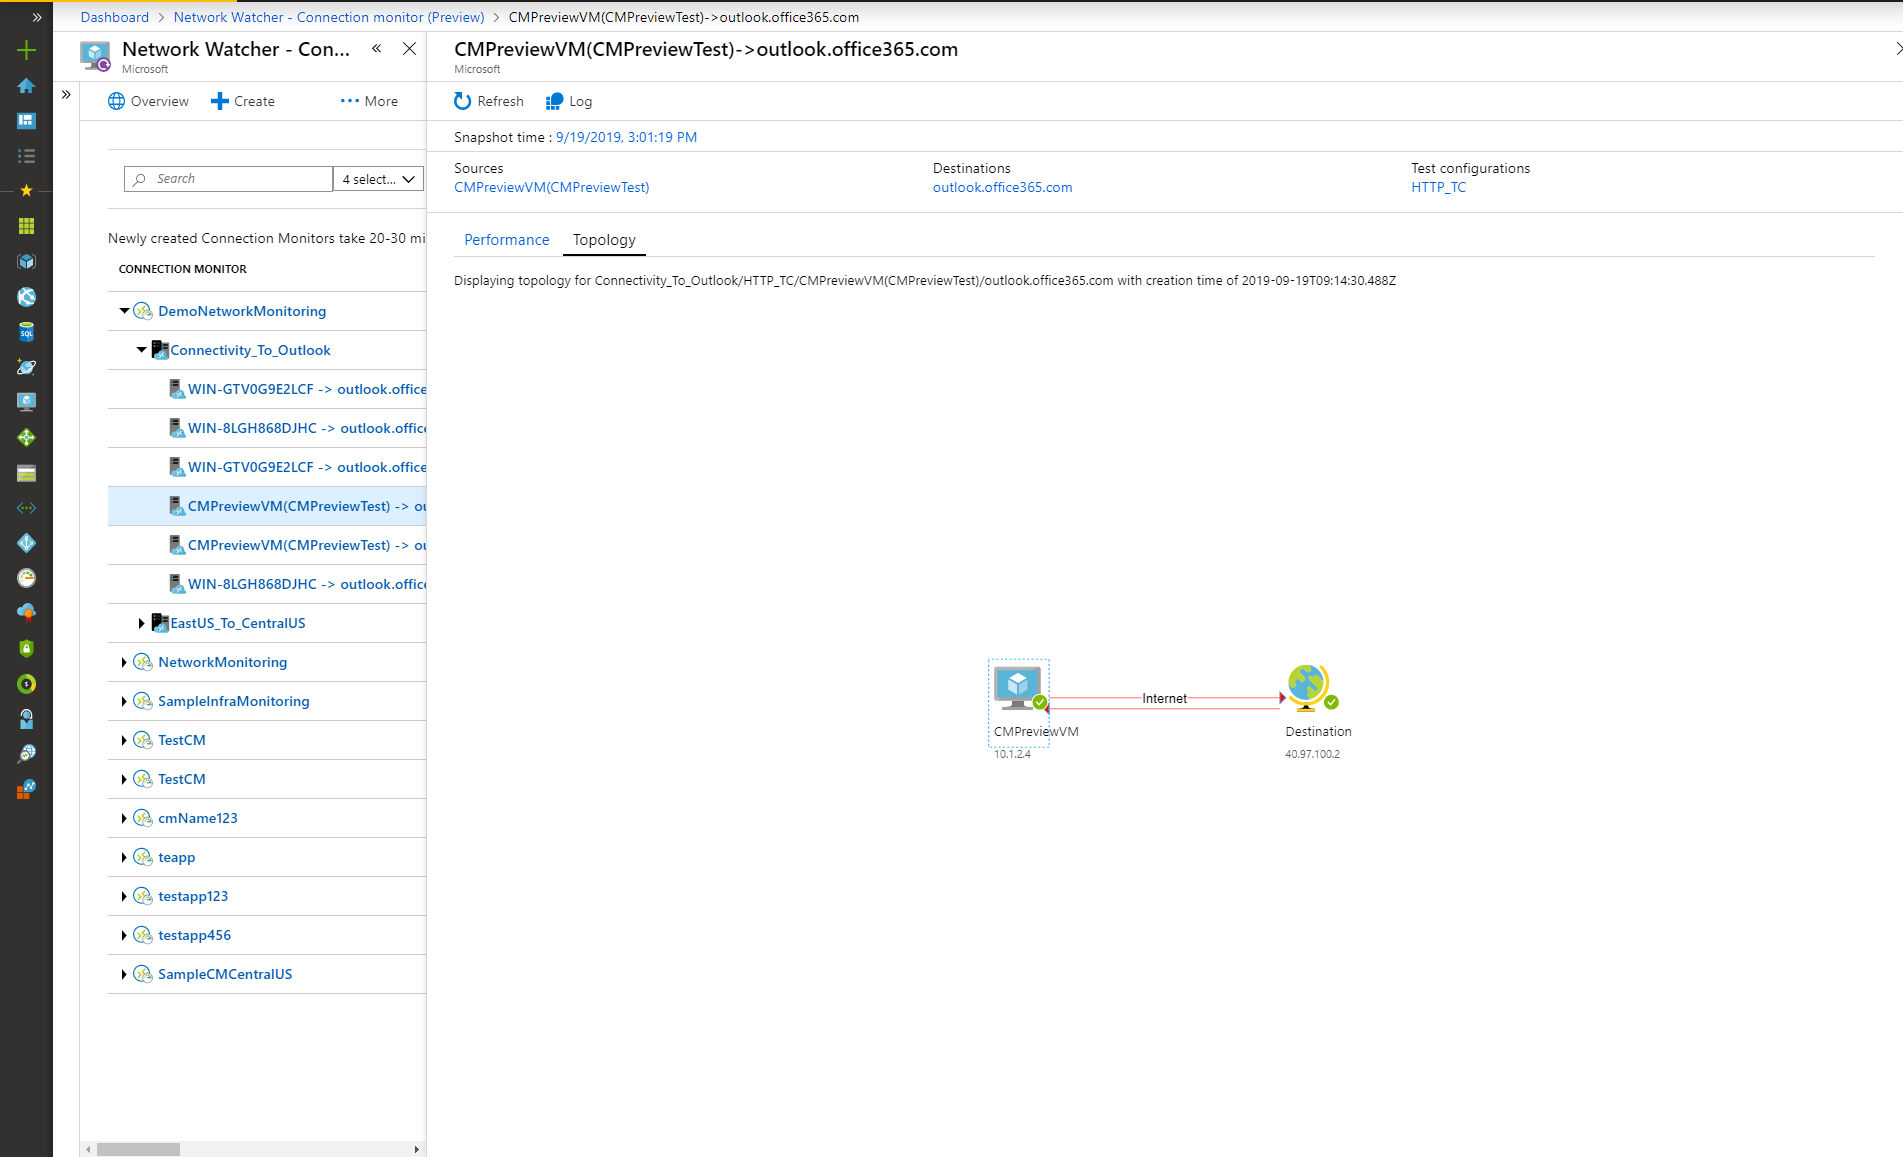 Dashboard > Network Watcher - Connection monitor (Preview) > CMPreviewVM(CMPreviewTest)->outlook.office365.com
Network Watcher - Con...
Microsoft
Overview
Create
More
Search
4 select...
Newly created Connection Monitors take 20-30 mi
CONNECTION MONITOR
DemoNetworkMonitoring
Connectivity_To_Outlook
WIN-GTV0G9E2LCF -> outlook.office
WIN-8LGH868DJHC -> outlook.office
WIN-GTV0G9E2LCF -> outlook.office
CMPreviewVM(CMPreviewTest) -> ou
CMPreviewVM(CMPreviewTest) -> ou
WIN-8LGH868DJHC -> outlook.office
EastUS_To_CentralUS
NetworkMonitoring
SampleInfraMonitoring
TestCM
TestCM
cmName123
teapp
testapp123
testapp456
SampleCMCentralUS
CMPreviewVM(CMPreviewTest)->outlook.office365.com
Microsoft
Refresh
Log
Snapshot time : 9/19/2019, 3:01:19 PM
Sources
CMPreviewVM(CMPreviewTest)
Destinations
outlook.office365.com
Test configurations
HTTP_TC
Performance
Topology
Displaying topology for Connectivity_To_Outlook/HTTP_TC/CMPreviewVM(CMPreviewTest)/outlook.office365.com with creation time of 2019-09-19T09:14:30.488Z
Internet
CMPreviewVM
10.1.2.4
Destination
40.97.100.2
SQL